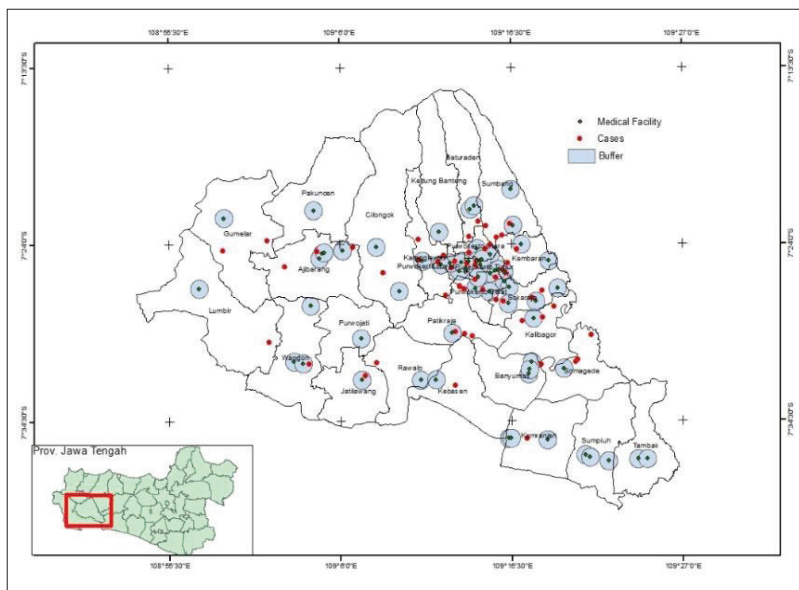 108°55'30"E 109°6'0"E 109°16'30"E 109°27'0"E
7°13'30"S
7°13'30"S
Medical Facility
Cases
Buffer
Baturaden
Kedung Banteng
Sumbang
Pakuncen
Cilongok
Gumelar
7°24'0"S
7°24'0"S
Kembaran
Ajibarang
Lumbir
Kalibagor
Purwojati
Patikraja
Wangon
Rawalo
Banyumas
Somagede
Jatilawang
Kebasen
7°34'30"S
7°34'30"S
Kemranjen
Sumpiuh
Tambak
Prov. Jawa Tengah
108°55'30"E 109°6'0"E 109°16'30"E 109°27'0"E